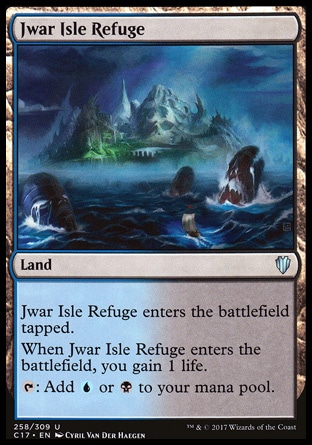 Jwar Isle Refuge
Land
Jwar Isle Refuge enters the battlefield
tapped.
When Jwar Isle Refuge enters the
battlefield, you gain 1 life.
: Add or to your mana pool.
258/309 U
C17 • EN Cyril Van Der Haegen
™ & © 2017 Wizards of the Coast